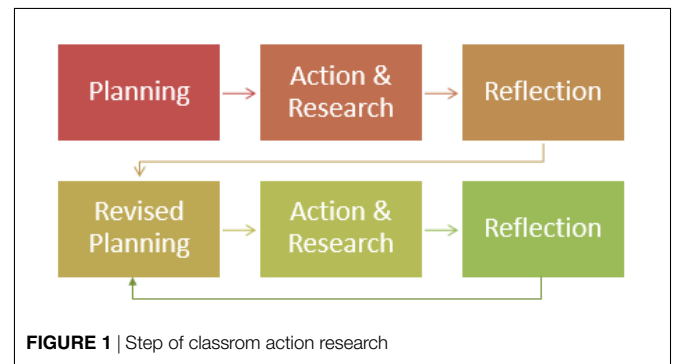 Planning
Action &
Research
Reflection
Revised
Planning
Action &
Research
Reflection
FIGURE 1 | Step of classrom action research